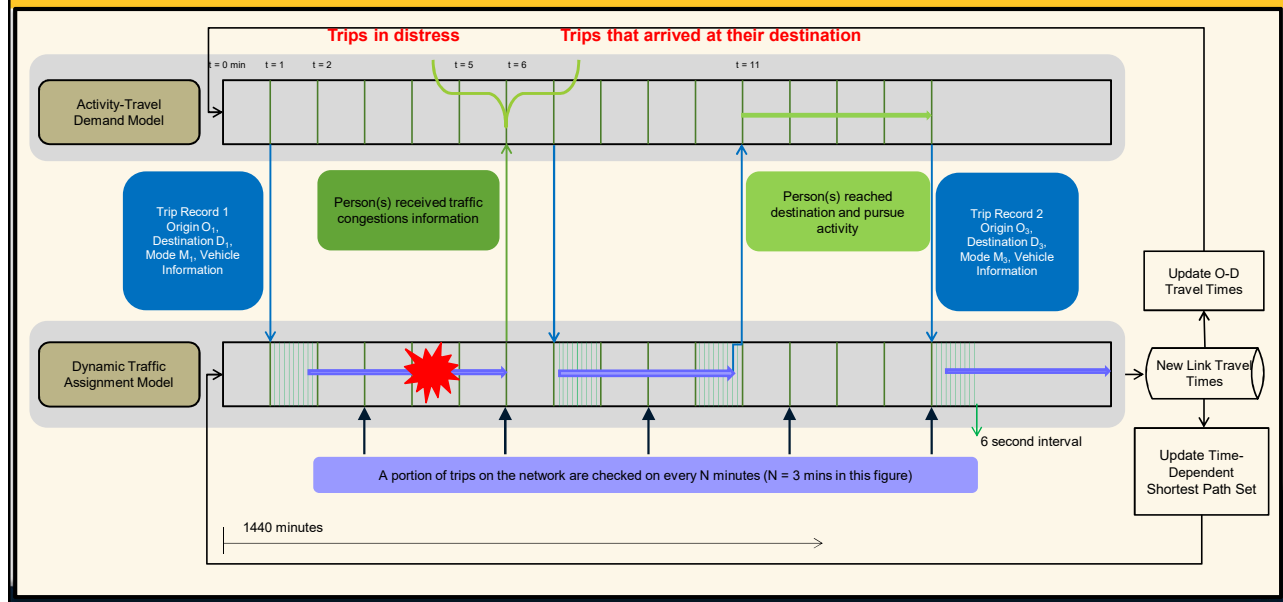 Trips in distress
Trips that arrived at their destination
t = 0 min
t = 1
t = 2
t = 5
t = 6
t = 11
Activity-Travel
Demand Model
Trip Record 1
Origin O1,
Destination D1,
Mode M1, Vehicle
Information
Person(s) received traffic
congestions information
Person(s) reached
destination and pursue
activity
Trip Record 2
Origin O3,
Destination D3,
Mode M3, Vehicle
Information
Update O-D
Travel Times
Dynamic Traffic
Assignment Model
New Link Travel
Times
6 second interval
A portion of trips on the network are checked on every N minutes (N = 3 mins in this figure)
Update Time-
Dependent
Shortest Path Set
1440 minutes